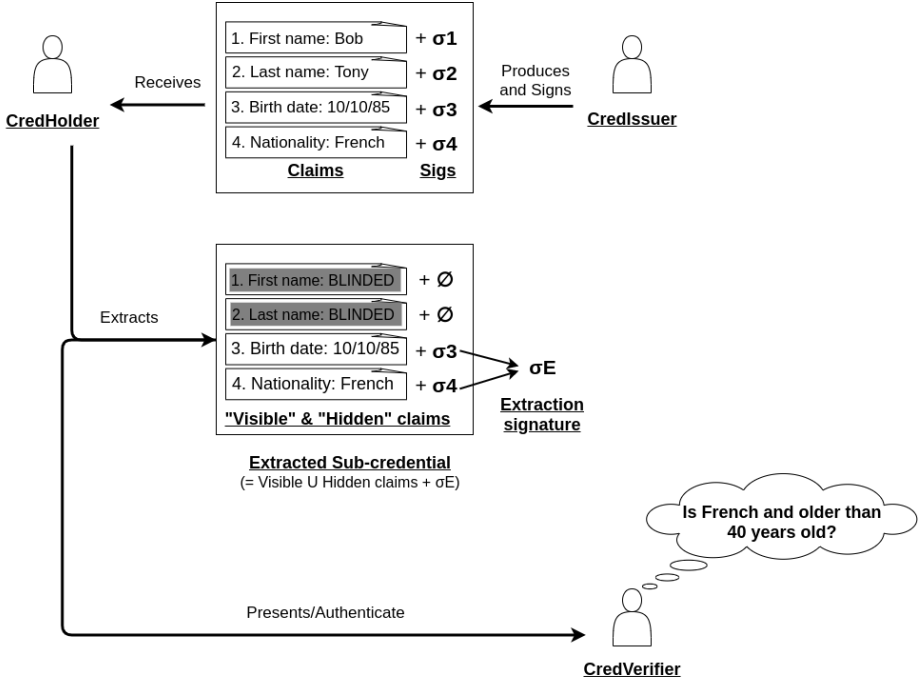 1. First name: Bob + σ1
2. Last name: Tony + σ2
3. Birth date: 10/10/85 + σ3
4. Nationality: French + σ4
Claims Sigs
Receives
CredHolder
Produces
and Signs
CredIssuer
Extracts
1. First name: BLINDED + Ø
2. Last name: BLINDED + Ø
3. Birth date: 10/10/85 + σ3
4. Nationality: French + σ4
"Visible" & "Hidden" claims
σE
Extraction
signature
Extracted Sub-credential
(= Visible U Hidden claims + σE)
Is French and older than
40 years old?
Presents/Authenticate
CredVerifier